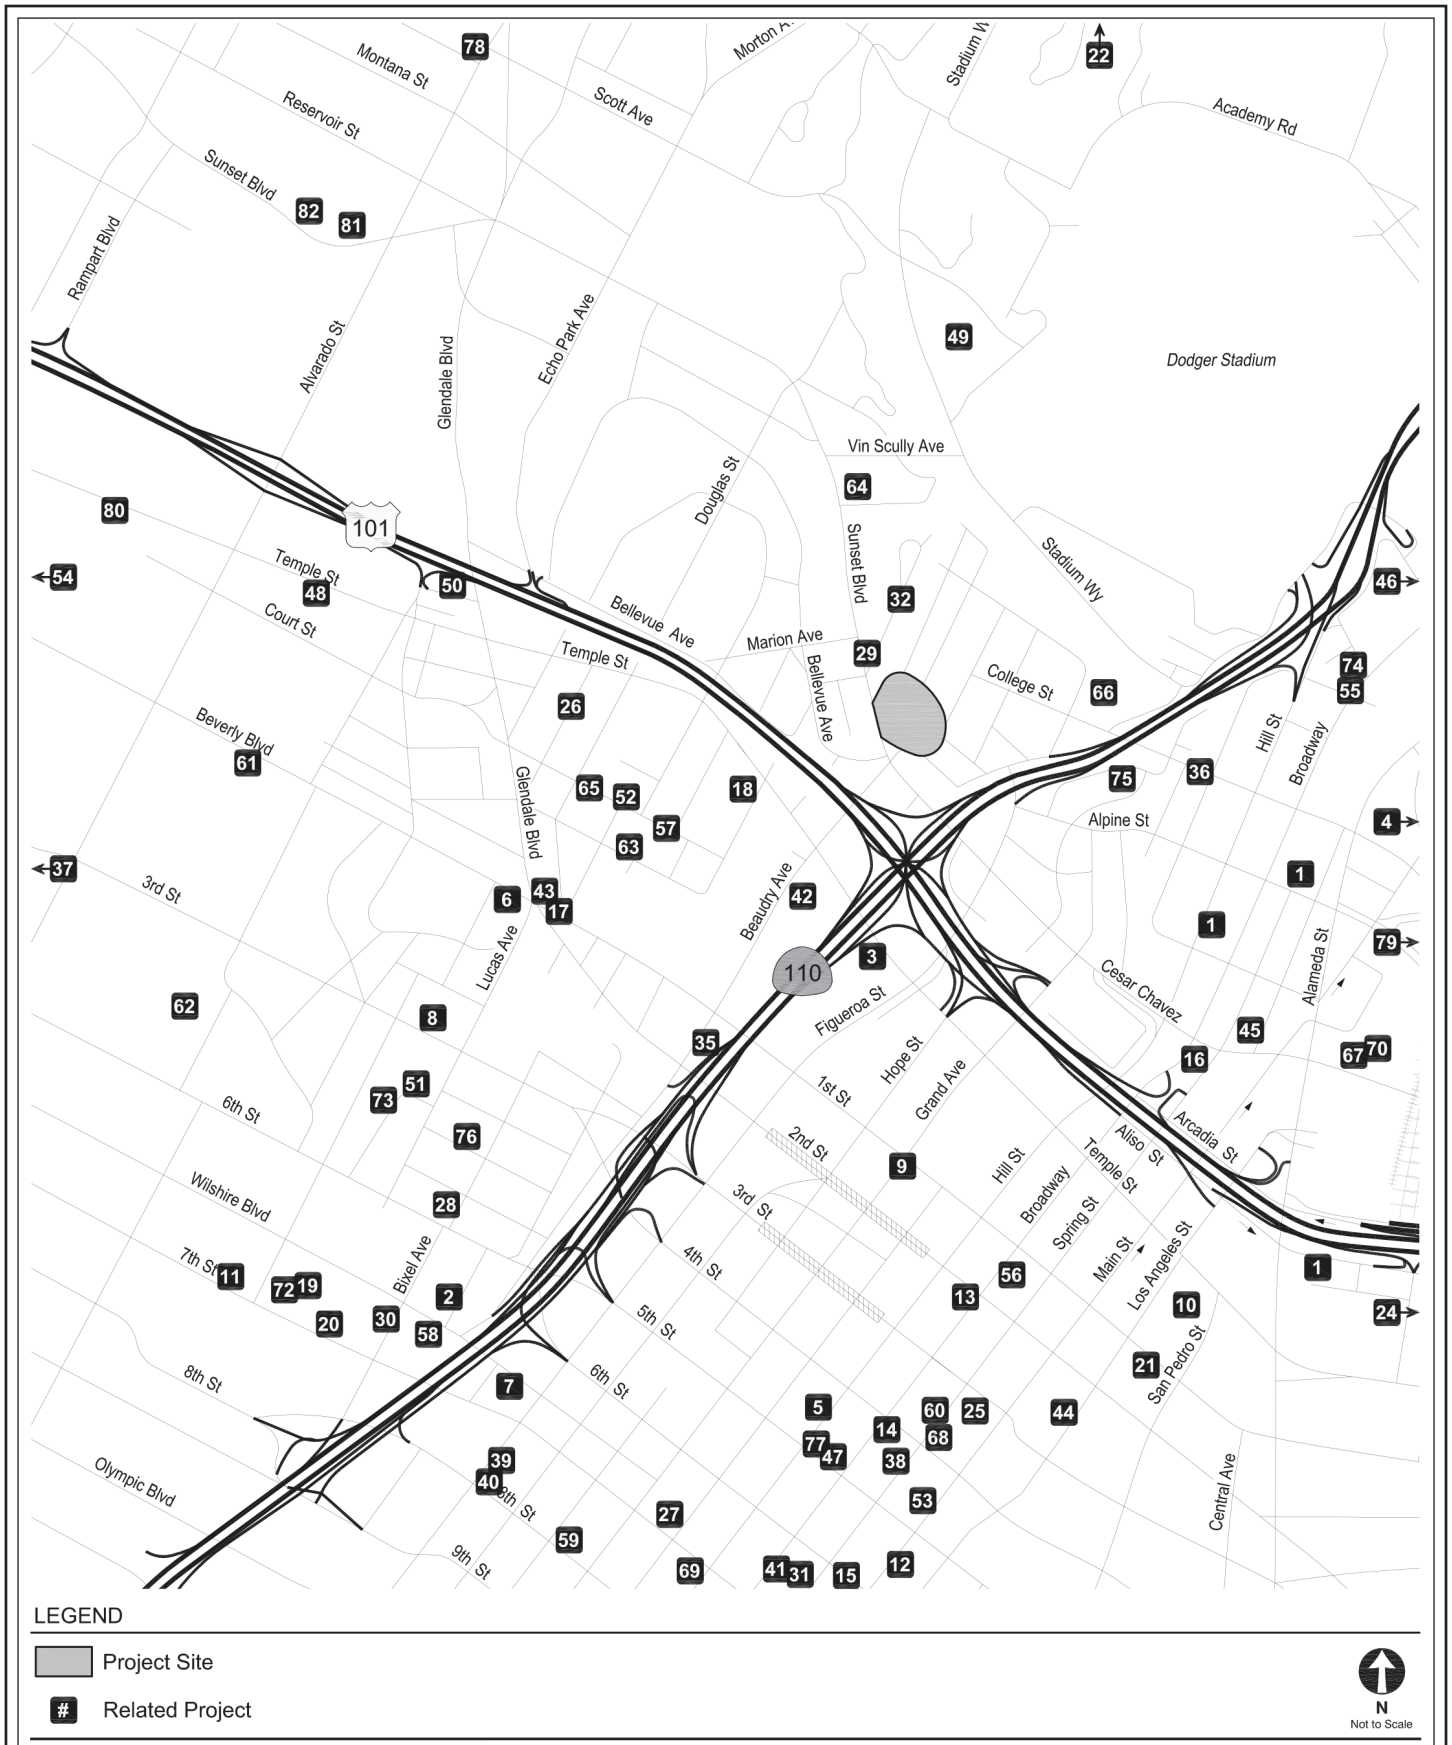 78
Montana St
Morton A
Stadium W
22
Reservoir St
Scott Ave
Academy Rd
Sunset Blvd
82
81
Rampart Blvd
Alvarado St
Glendale Blvd
Echo Park Ave
49
Dodger Stadium
Vin Scully Ave
Douglas St
64
80
101
Sunset Blvd
Stadium Wy
54
Temple St
48
50
46
32
Court St
Bellevue Ave
Marion Ave
Temple St
29
74
Bellevue Ave
College St
66
55
26
Beverly Blvd
61
Hill St
Broadway
Glendale Blvd
65
52
18
75
36
57
63
Alpine St
4
37
3rd St
6
43
17
Beaudry Ave
42
1
1
Lucas Ave
110
3
Alameda St
79
Cesar Chavez
62
8
Figueroa St
35
Hope St
16
45
67
70
73
51
1st St
Grand Ave
6th St
76
2nd St
9
Hill St
Aliso St
Arcadia St
Temple St
Wilshire Blvd
28
3rd St
Broadway
Spring St
Main St
Los Angeles St
7th St
11
72
19
Bixel Ave
2
4th St
56
13
1
10
24
20
30
58
5th St
21
San Pedro St
8th St
7
6th St
5
60
25
44
14
77
47
68
38
39
40
8th St
Olympic Blvd
53
27
Central Ave
59
9th St
69
41
31
15
12
LEGEND
Project Site
# Related Project
N
Not to Scale